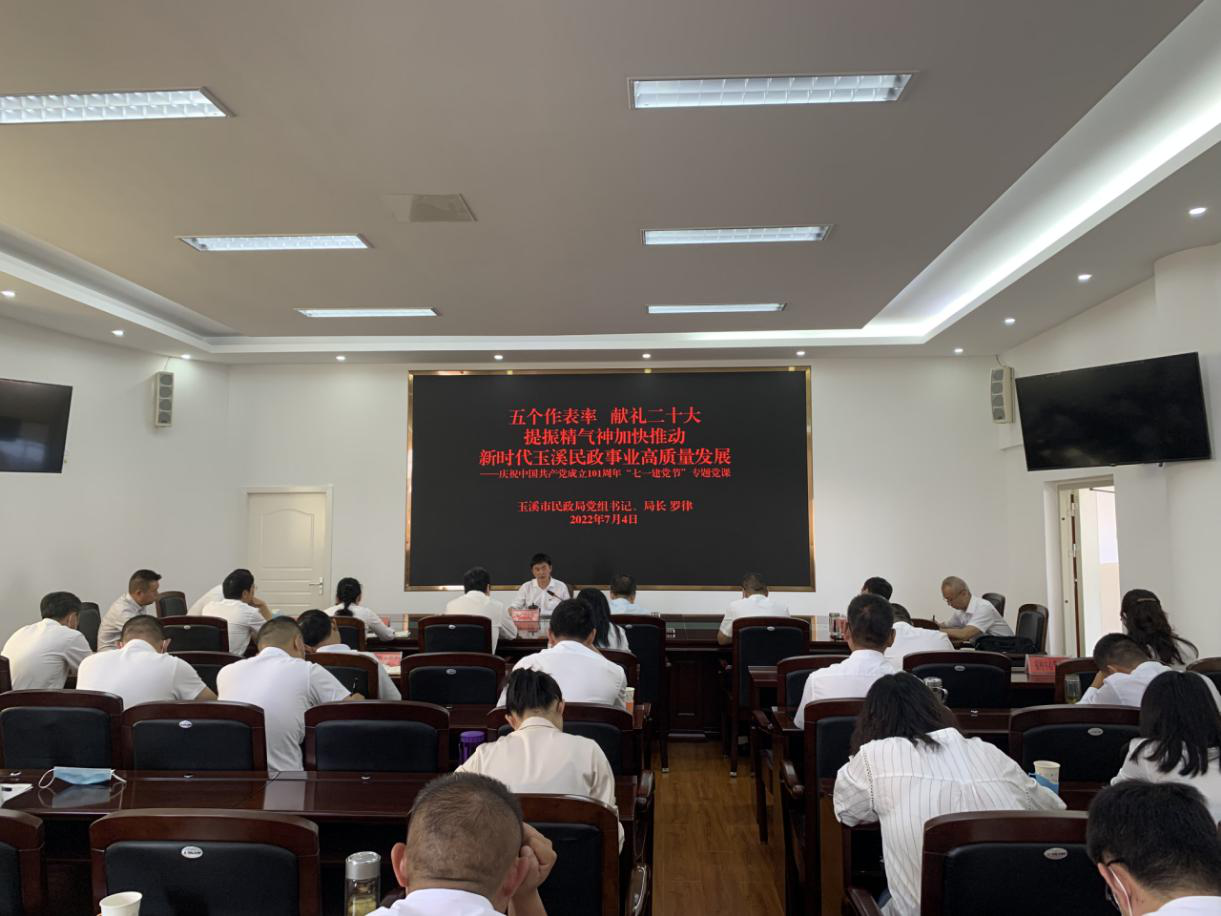 五个作表率 献礼二十大
提振精气神加快推动
新时代玉溪民政事业高质量发展
——庆祝中国共产党成立101周年“七一建党节”专题党课
玉溪市民政局党组书记、局长 罗律
2022年7月4日